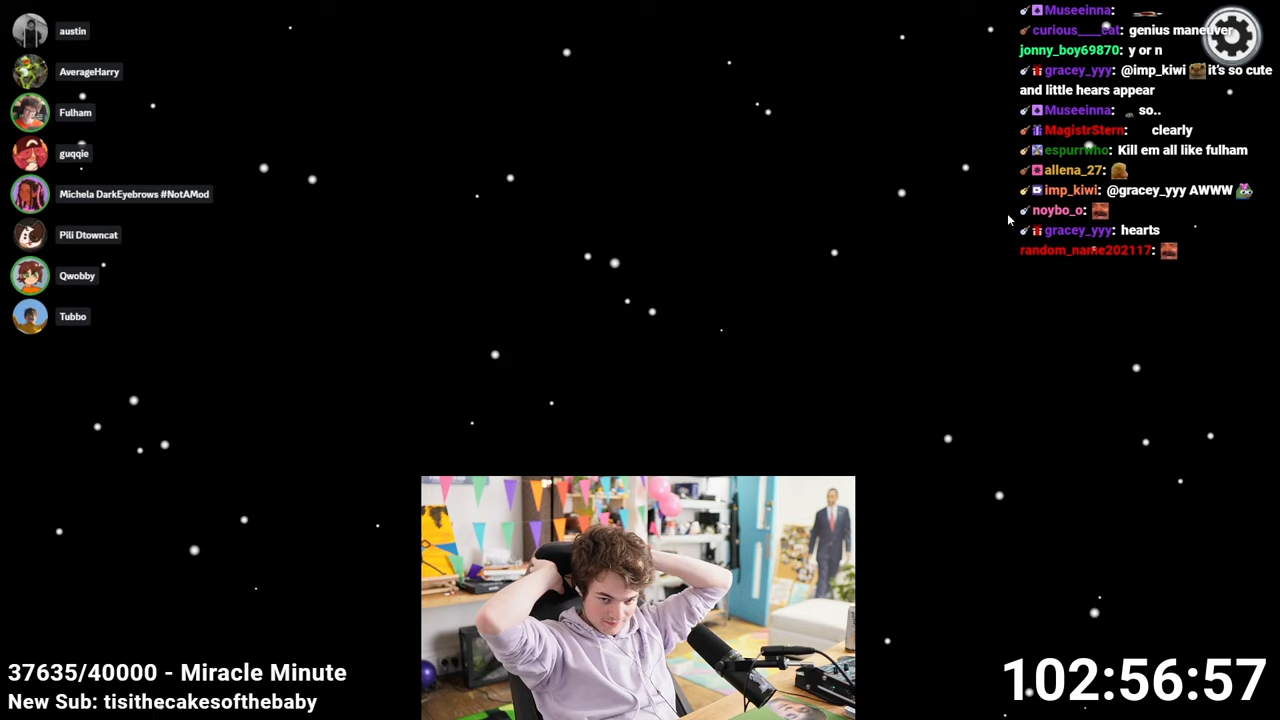 austin
AverageHarry
Fulham
guqqie
Michela DarkEyebrows #NotAMod
Pili Dtowncat
Qwobby
Tubbo
Museeinna:
curious____cat: genius maneuver
jonny_boy69870: y or n
gracey_yyy: @imp_kiwi it's so cute
and little hears appear
Museeinna: so..
MagistrStern: clearly
espurrwho: Kill em all like fulham
allena_27:
imp_kiwi: @gracey_yyy AWWW
noybo_o:
gracey_yyy: hearts
random_name202117:
37635/40000 - Miracle Minute
New Sub: tisithecakesofthebaby
102:56:57